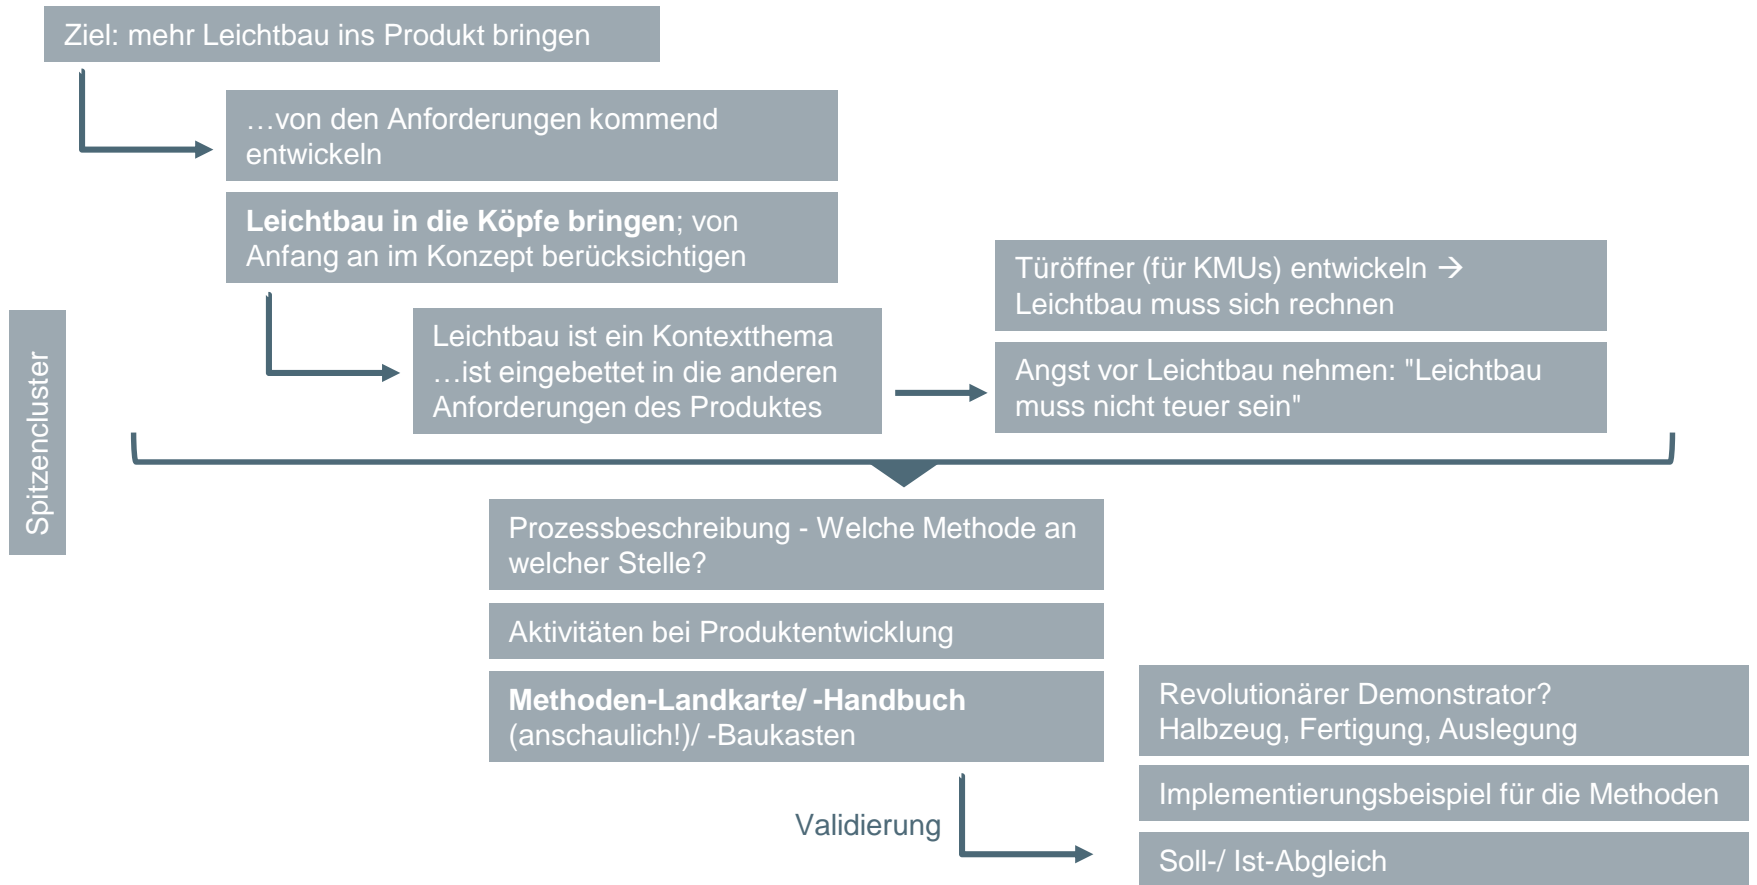 Ziel: mehr Leichtbau ins Produkt bringen
…von den Anforderungen kommend
entwickeln
Leichtbau in die Köpfe bringen; von
Anfang an im Konzept berücksichtigen
Leichtbau ist ein Kontextthema
…ist eingebettet in die anderen
Anforderungen des Produktes
Türöffner (für KMUs) entwickeln →
Leichtbau muss sich rechnen
Angst vor Leichtbau nehmen: "Leichtbau
muss nicht teuer sein"
Spitzencluster
Prozessbeschreibung - Welche Methode an
welcher Stelle?
Aktivitäten bei Produktentwicklung
Methoden-Landkarte/ -Handbuch
(anschaulich!)/ -Baukasten
Validierung
Revolutionärer Demonstrator?
Halbzeug, Fertigung, Auslegung
Implementierungsbeispiel für die Methoden
Soll-/ Ist-Abgleich